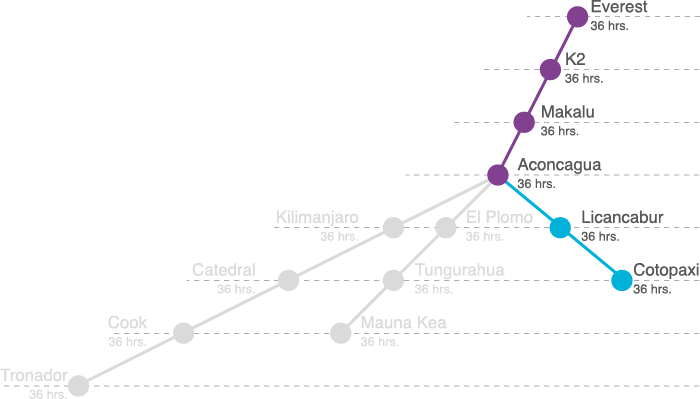 Everest
36 hrs.
K2
36 hrs.
Makalu
36 hrs.
Aconcagua
36 hrs.
Kilimanjaro
36 hrs.
El Plomo
36 hrs.
Licancabur
36 hrs.
Catedral
36 hrs.
Tungurahua
36 hrs.
Cotopaxi
36 hrs.
Cook
36 hrs.
Mauna Kea
36 hrs.
Tronador
36 hrs.